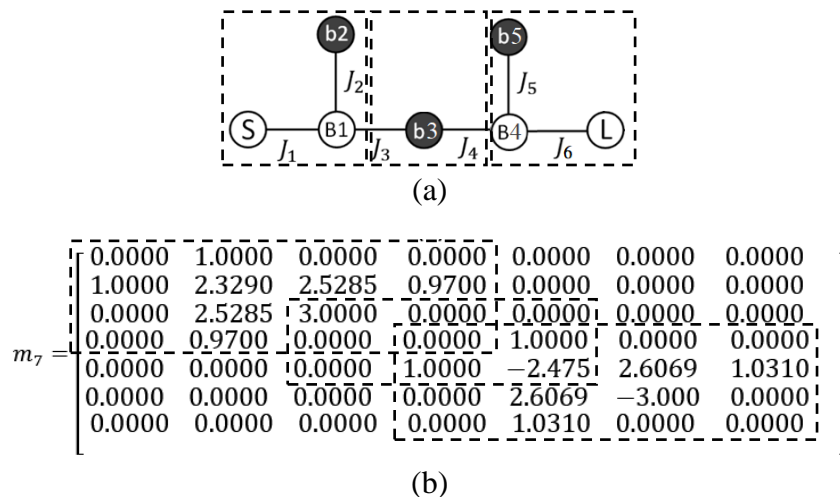 b2 b5
J₂ J₅
S B1 b3 B4 L
J₁ J₃ J₄ J₆
(a)
0.0000 1.0000 0.0000 0.0000 0.0000 0.0000 0.0000
1.0000 2.3290 2.5285 0.9700 0.0000 0.0000 0.0000
0.0000 2.5285 3.0000 0.0000 0.0000 0.0000 0.0000
0.0000 0.9700 0.0000 0.0000 1.0000 0.0000 0.0000
m₇ =
0.0000 0.0000 0.0000 1.0000 −2.475 2.6069 1.0310
0.0000 0.0000 0.0000 0.0000 2.6069 −3.000 0.0000
0.0000 0.0000 0.0000 0.0000 1.0310 0.0000 0.0000
(b)